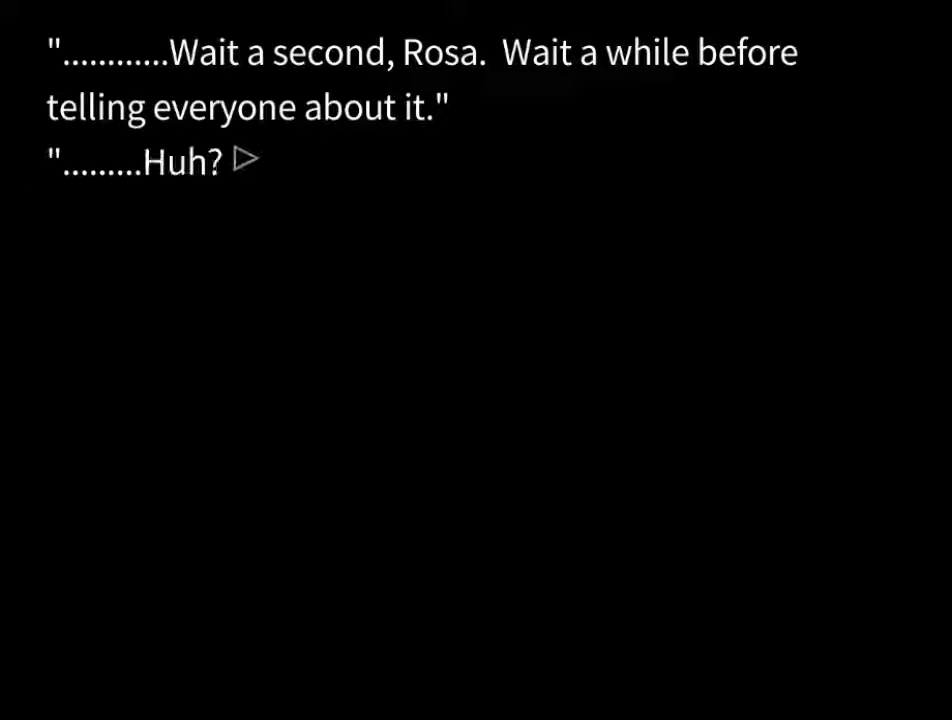 "............Wait a second, Rosa.  Wait a while before
telling everyone about it."
".........Huh?